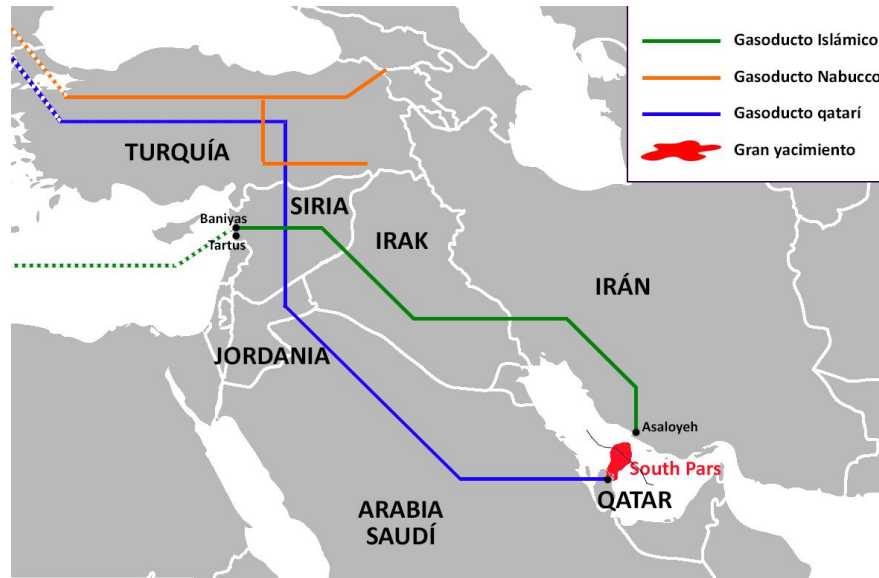 Gasoducto Islámico
Gasoducto Nabucco
Gasoducto qatarí
Gran yacimiento
TURQUÍA
SIRIA
Baniyas
Tartus
IRAK
IRÁN
JORDANIA
Asaloyeh
South Pars
QATAR
ARABIA
SAUDÍ